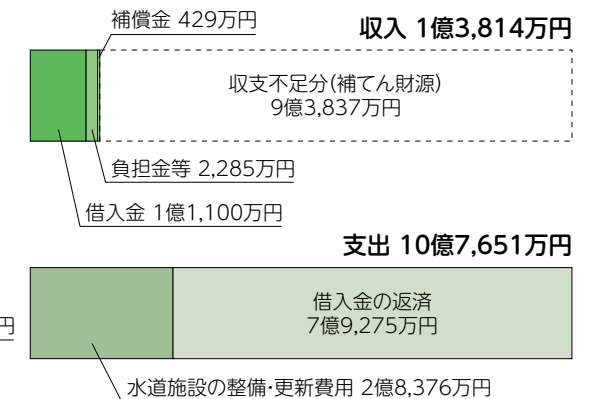 補償金 429万円
収入 1億3,814万円
収支不足分(補てん財源)
9億3,837万円
負担金等 2,285万円
借入金 1億1,100万円
支出 10億7,651万円
借入金の返済
7億9,275万円
円
水道施設の整備・更新費用 2億8,376万円